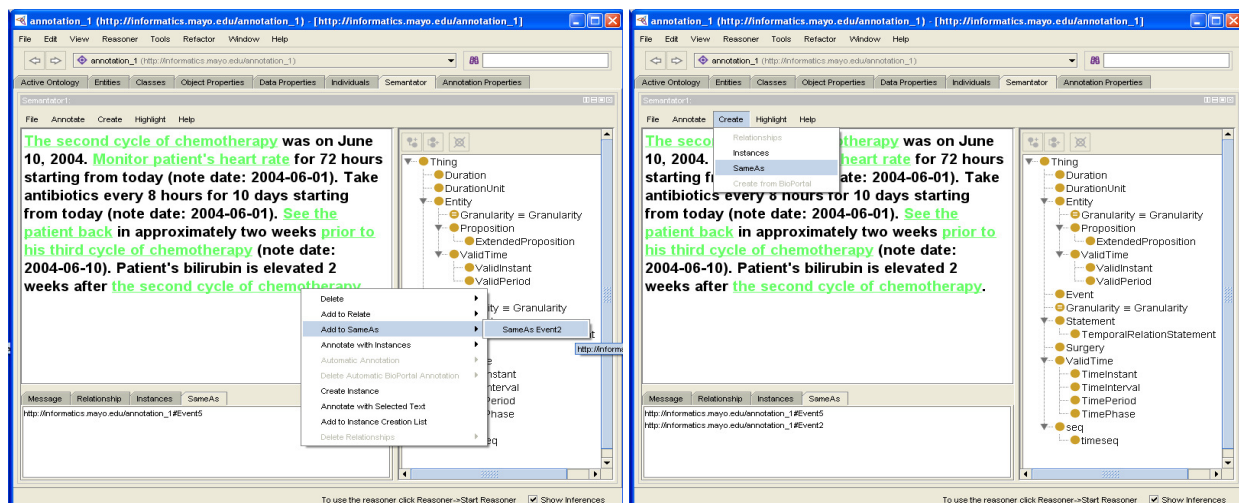 annotation_1 (http://informatics.mayo.edu/annotation_1) - [http://informatics.mayo.edu/annotation_1]
File Edit View Reasoner Tools Refactor Window Help
annotation_1 (http://informatics.mayo.edu/annotation_1)
Active Ontology Entities Classes Object Properties Data Properties Individuals Semantator Annotation Properties
Semantator1:
File Annotate Create Highlight Help
The second cycle of chemotherapy was on June
10, 2004. Monitor patient's heart rate for 72 hours
starting from today (note date: 2004-06-01). Take
antibiotics every 8 hours for 10 days starting
from today (note date: 2004-06-01). See the
patient back in approximately two weeks prior to
his third cycle of chemotherapy (note date:
2004-06-10). Patient's bilirubin is elevated 2
weeks after the second cycle of chemotherapy
Delete
Add to Relate
Add to SameAs
SameAs Event2
Annotate with Instances
Automatic Annotation
Delete Automatic BioPortal Annotation
Create Instance
Annotate with Selected Text
Add to Instance Creation List
Delete Relationships
Thing
Duration
DurationUnit
Entity
Granularity ≡ Granularity
Proposition
ExtendedProposition
ValidTime
ValidInstant
ValidPeriod
ity ≡ Granularity
nt
http://inform
e
stant
terval
eriod
hase
eq
Message Relationship Instances SameAs
http://informatics.mayo.edu/annotation_1#Event5
To use the reasoner click Reasoner->Start Reasoner Show Inferences
annotation_1 (http://informatics.mayo.edu/annotation_1) - [http://informatics.mayo.edu/annotation_1]
File Edit View Reasoner Tools Refactor Window Help
annotation_1 (http://informatics.mayo.edu/annotation_1)
Active Ontology Entities Classes Object Properties Data Properties Individuals Semantator Annotation Properties
Semantator1:
File Annotate Create Highlight Help
Relationships
Instances
SameAs
Create from BioPortal
The second cycle of chemotherapy was on June
10, 2004. heart rate for 72 hours
starting f (note date: 2004-06-01). Take
antibiotics every 8 hours for 10 days starting
from today (note date: 2004-06-01). See the
patient back in approximately two weeks prior to
his third cycle of chemotherapy (note date:
2004-06-10). Patient's bilirubin is elevated 2
weeks after the second cycle of chemotherapy.
Thing
Duration
DurationUnit
Entity
Granularity ≡ Granularity
Proposition
ExtendedProposition
ValidTime
ValidInstant
ValidPeriod
Event
Granularity ≡ Granularity
Statement
TemporalRelationStatement
Surgery
ValidTime
TimeInstant
TimeInterval
TimePeriod
TimePhase
seq
timeseq
Message Relationship Instances SameAs
http://informatics.mayo.edu/annotation_1#Event5
http://informatics.mayo.edu/annotation_1#Event2
To use the reasoner click Reasoner->Start Reasoner Show Inferences